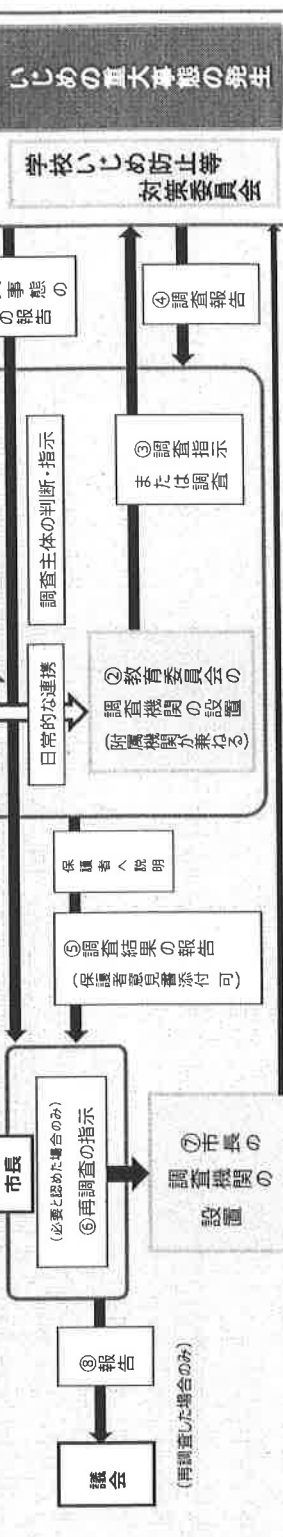 いじめの重大事態の発生
学校いじめ防止等
対策委員会
事態の
の報告
④調査報告
調査主体の判断・指示
③調査指示
または調査
日常的な連携
②教育委員会の
調査機関の設置
(附属機関が兼ねる)
保護者へ説明
⑤調査結果の報告
(保護者意見書添付 可)
市長
(必要と認めた場合のみ)
⑥再調査の指示
⑦市長の
調査機関の
設置
⑧報告
議会
(再調査した場合のみ)